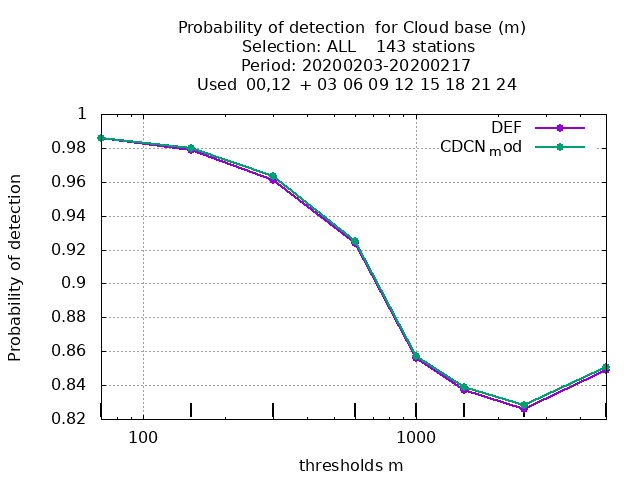 Probability of detection  for Cloud base (m)
Selection: ALL    143 stations
Period: 20200203-20200217
Used  00,12  + 03 06 09 12 15 18 21 24
DEF
CDCNmod
1
0.98
0.96
0.94
0.92
0.9
0.88
0.86
0.84
0.82
Probability of detection
100
1000
thresholds m